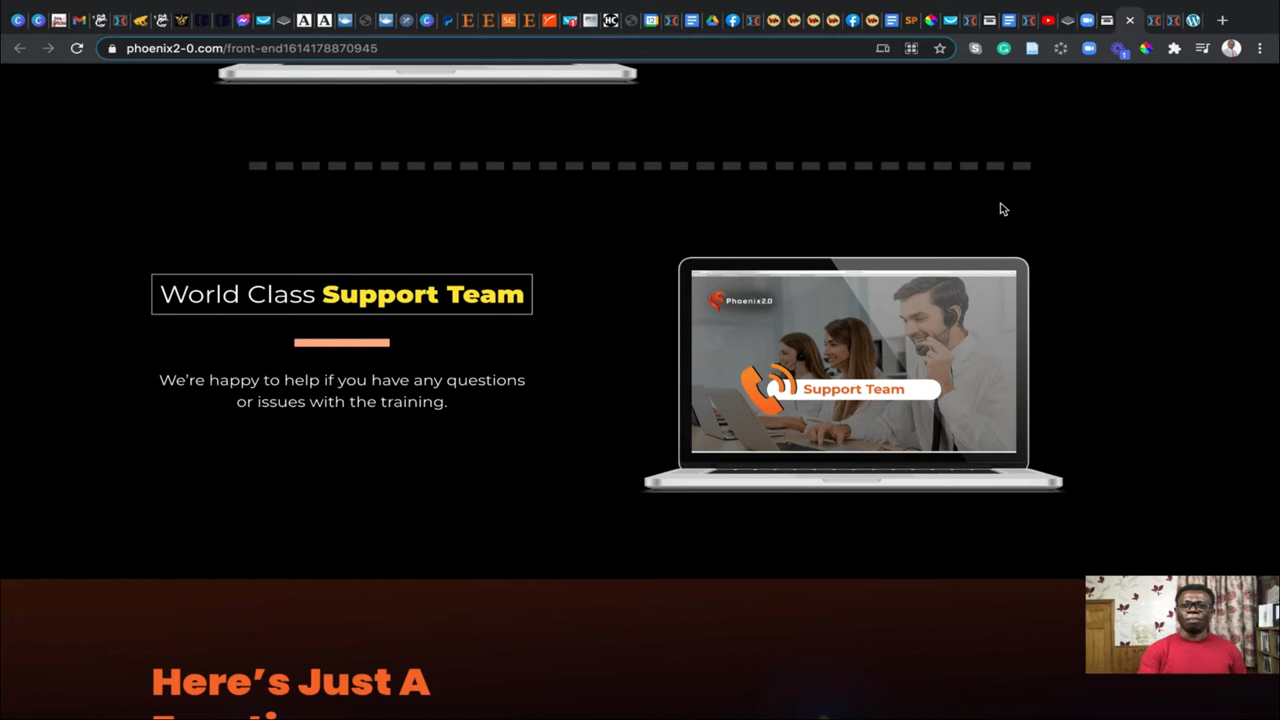 phoenix2-0.com/front-end1614178870945
World Class Support Team
We're happy to help if you have any questions
or issues with the training.
Phoenix2.0
Support Team
Here's Just A